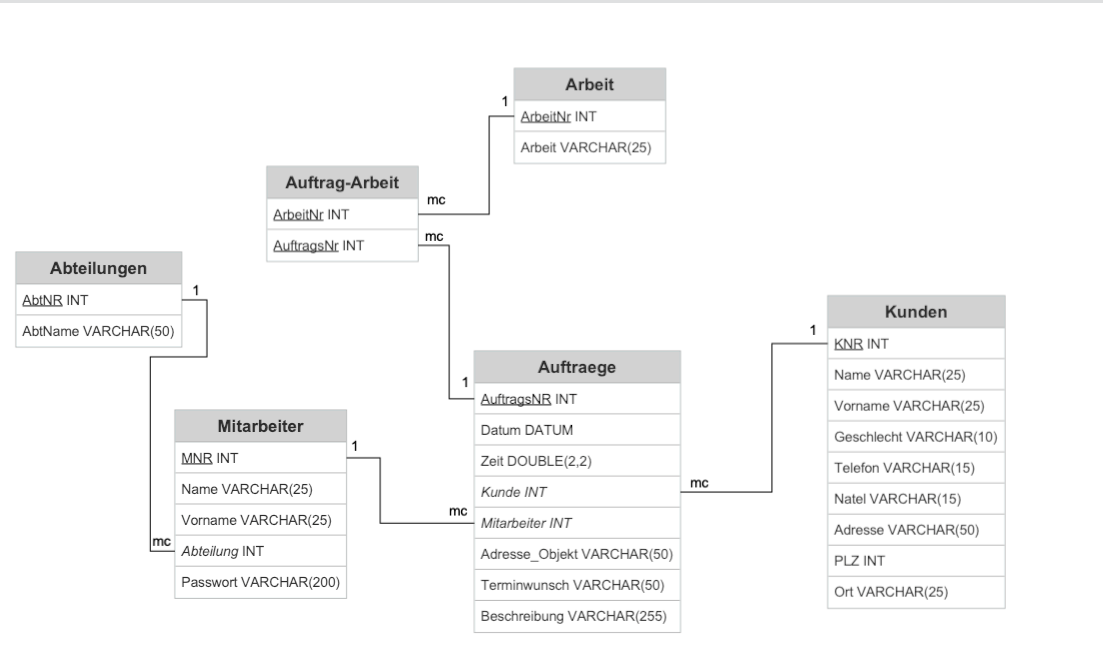 Arbeit
1
ArbeitNr INT
Arbeit VARCHAR(25)
Auftrag-Arbeit
mc
ArbeitNr INT
mc
AuftragsNr INT
Abteilungen
1
AbtNR INT
AbtName VARCHAR(50)
Kunden
1
KNR INT
Name VARCHAR(25)
Vorname VARCHAR(25)
Geschlecht VARCHAR(10)
Telefon VARCHAR(15)
Natel VARCHAR(15)
Adresse VARCHAR(50)
PLZ INT
Ort VARCHAR(25)
Auftraege
1
AuftragsNR INT
Datum DATUM
Zeit DOUBLE(2,2)
Kunde INT
mc
mc
Mitarbeiter INT
Adresse_Objekt VARCHAR(50)
Terminwunsch VARCHAR(50)
Beschreibung VARCHAR(255)
Mitarbeiter
1
MNR INT
Name VARCHAR(25)
Vorname VARCHAR(25)
mc
Abteilung INT
Passwort VARCHAR(200)